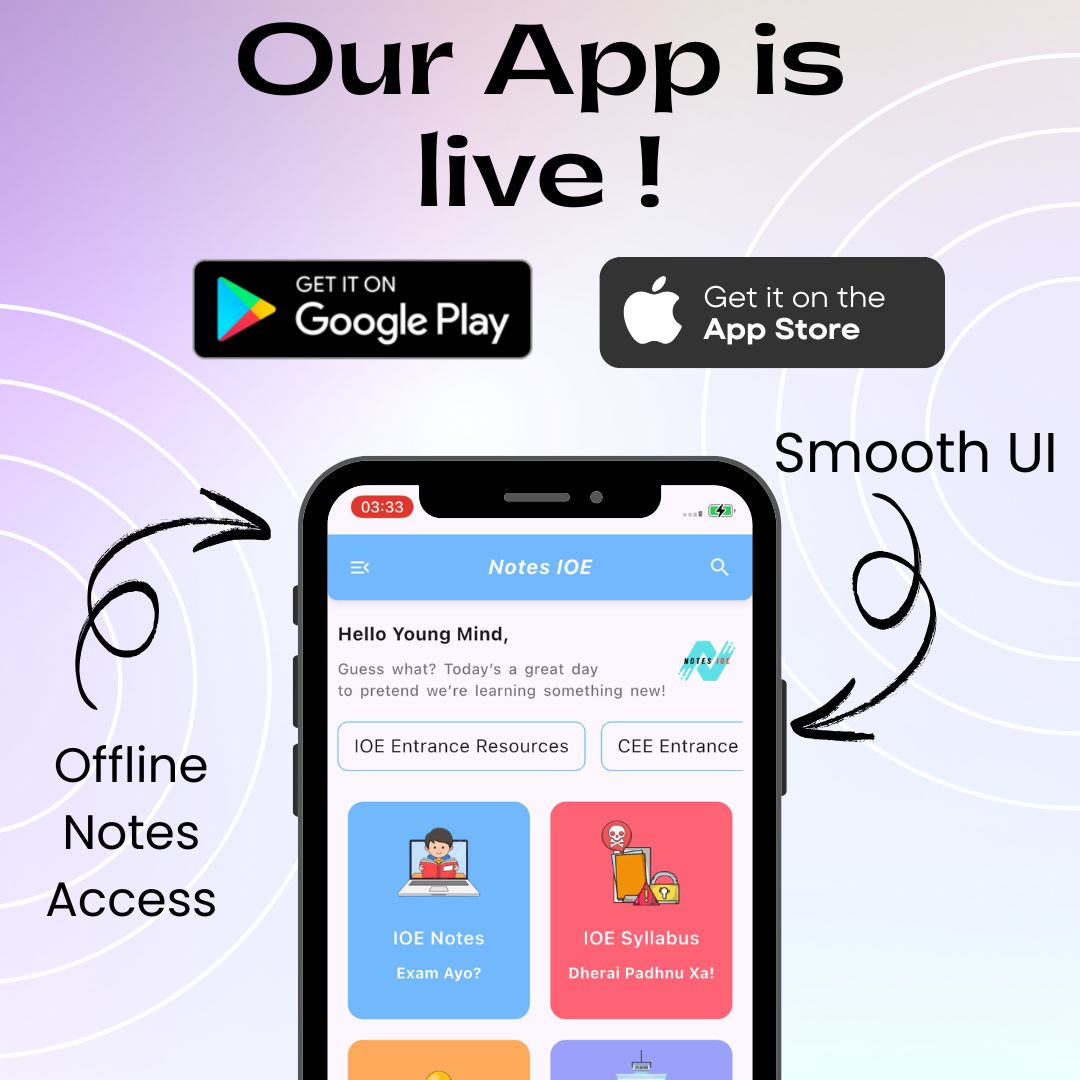 Our App is
live !
GET IT ON
Google Play
Get it on the
App Store
Smooth UI
03:33
Notes IOE
Hello Young Mind,
Guess what? Today's a great day
to pretend we're learning something new!
NOTES IOE
IOE Entrance Resources
CEE Entrance
Offline
Notes
Access
IOE Notes
Exam Ayo?
IOE Syllabus
Dherai Padhnu Xa!